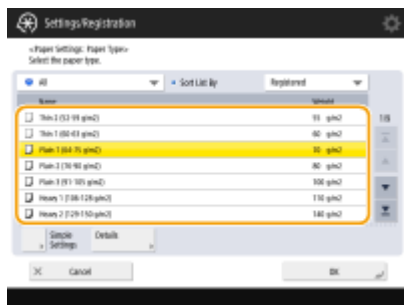 Settings/Registration
<Paper Settings: Paper Type>
Select the paper type.
All
Sort List By
Registered
Name
Weight
Thin 2 (52-59 g/m2)
55 g/m2
1/8
Thin 1 (60-63 g/m2)
60 g/m2
Plain 1 (64-75 g/m2)
70 g/m2
Plain 2 (76-90 g/m2)
80 g/m2
Plain 3 (91-105 g/m2)
100 g/m2
Heavy 1 (106-128 g/m2)
110 g/m2
Heavy 2 (129-150 g/m2)
140 g/m2
Simple
Settings
Details
Cancel
OK